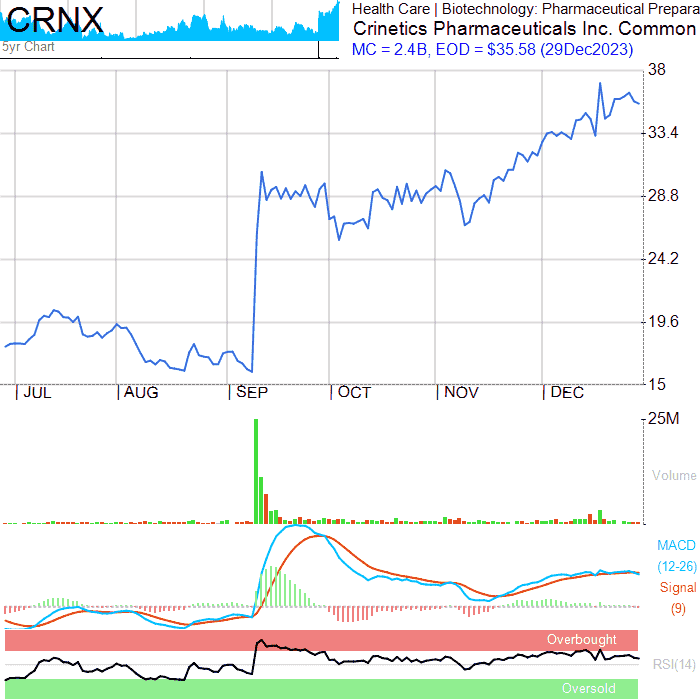 CRNX
5yr Chart
Health Care | Biotechnology: Pharmaceutical Prepara
Crinetics Pharmaceuticals Inc. Common
MC = 2.4B, EOD = $35.58 (29Dec2023)
38
33.4
28.8
24.2
19.6
15
JUL
AUG
SEP
OCT
NOV
DEC
25M
Volume
MACD
(12-26)
Signal
(9)
Overbought
RSI(14)
Oversold